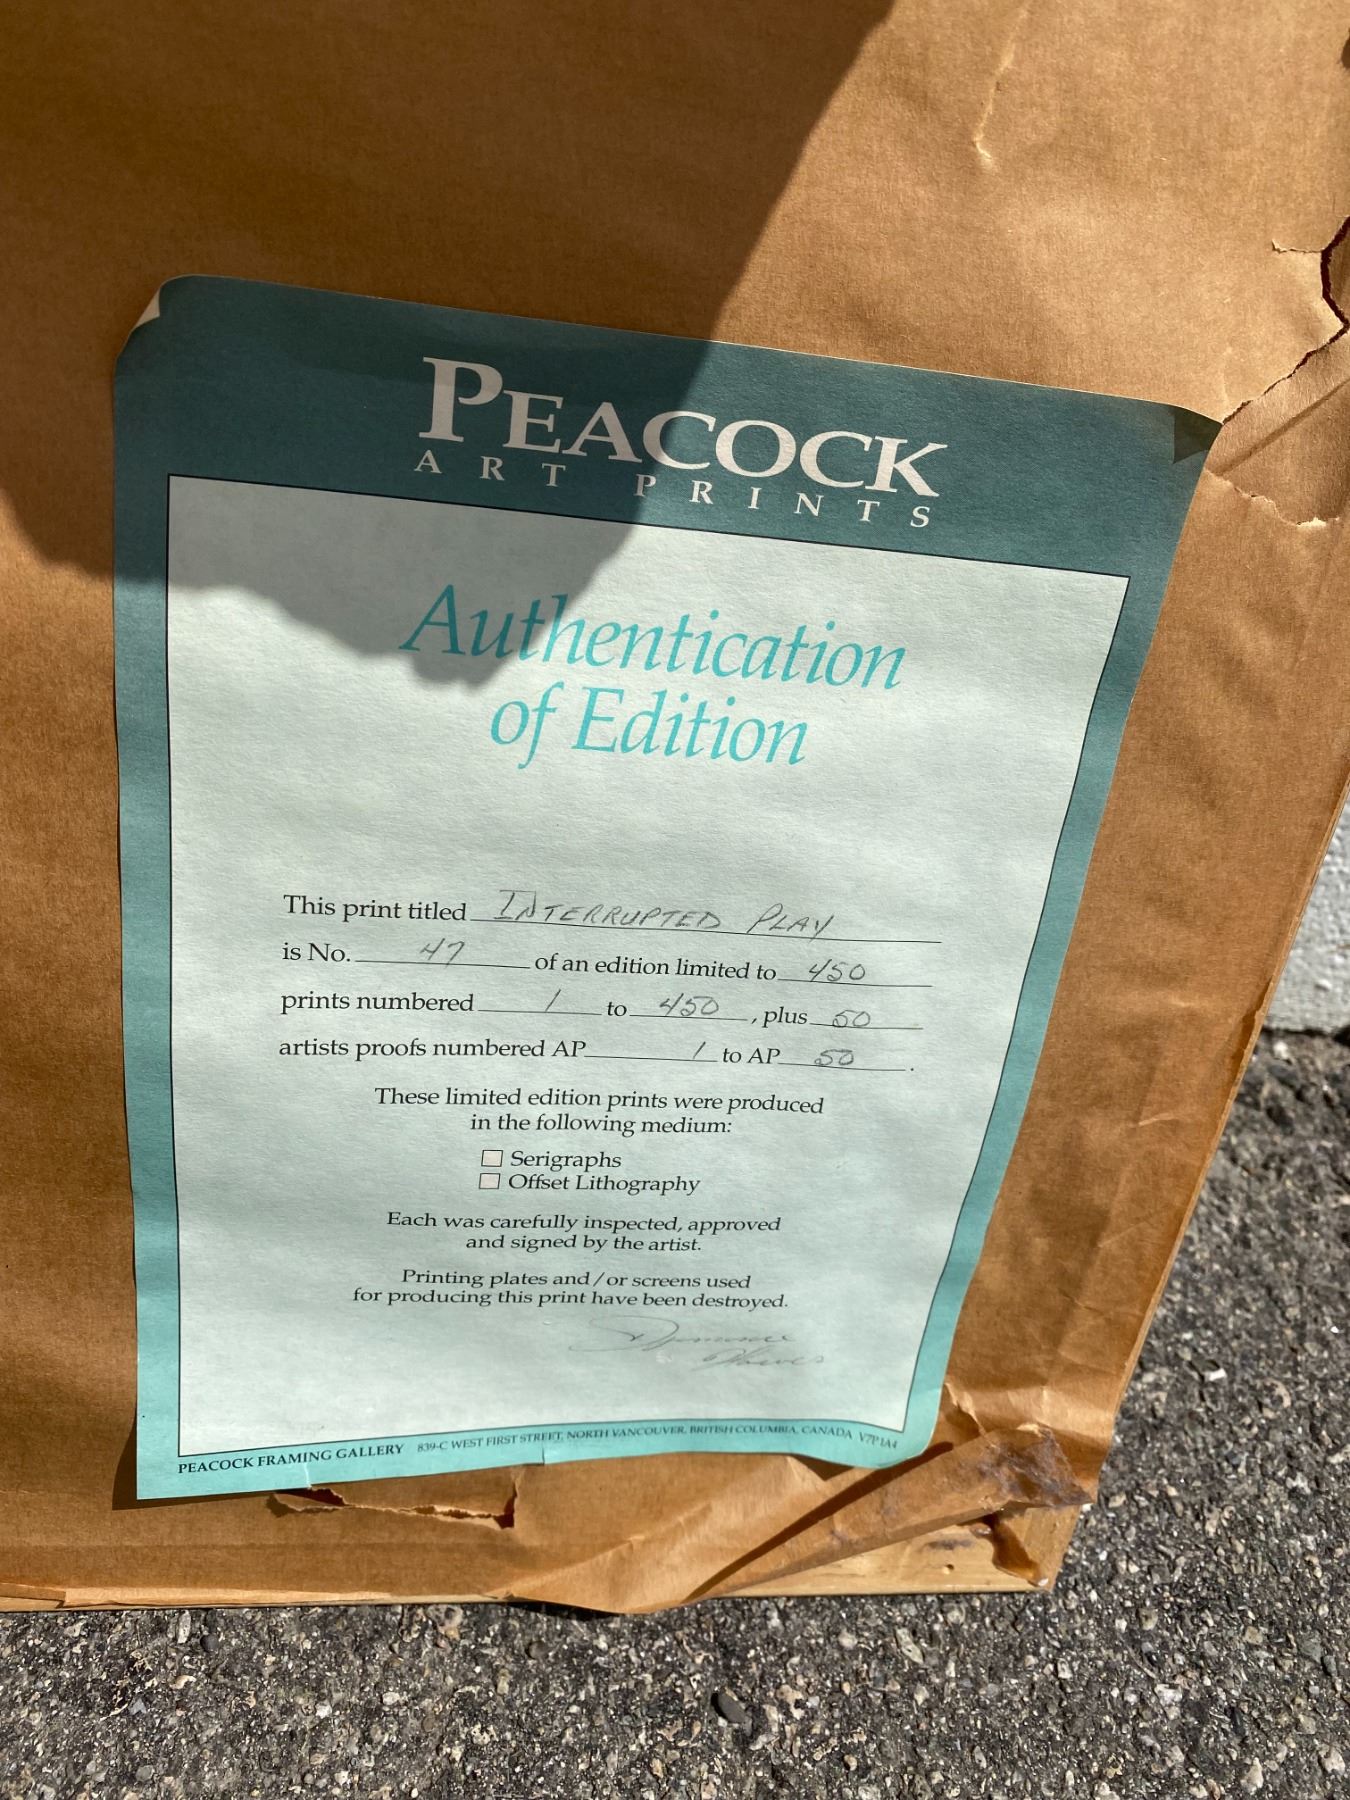 PEACOCK
ART PRINTS
Authentication
of Edition
This print titled INTERRUPTED PLAY
is No. 47 of an edition limited to 450
prints numbered 1 to 450, plus 50
artists proofs numbered AP 1 to AP 50.
These limited edition prints were produced
in the following medium:
Serigraphs
Offset Lithography
Each was carefully inspected, approved
and signed by the artist.
Printing plates and/or screens used
for producing this print have been destroyed.
PEACOCK FRAMING GALLERY 839-C WEST FIRST STREET, NORTH VANCOUVER, BRITISH COLUMBIA, CANADA V7P1A4